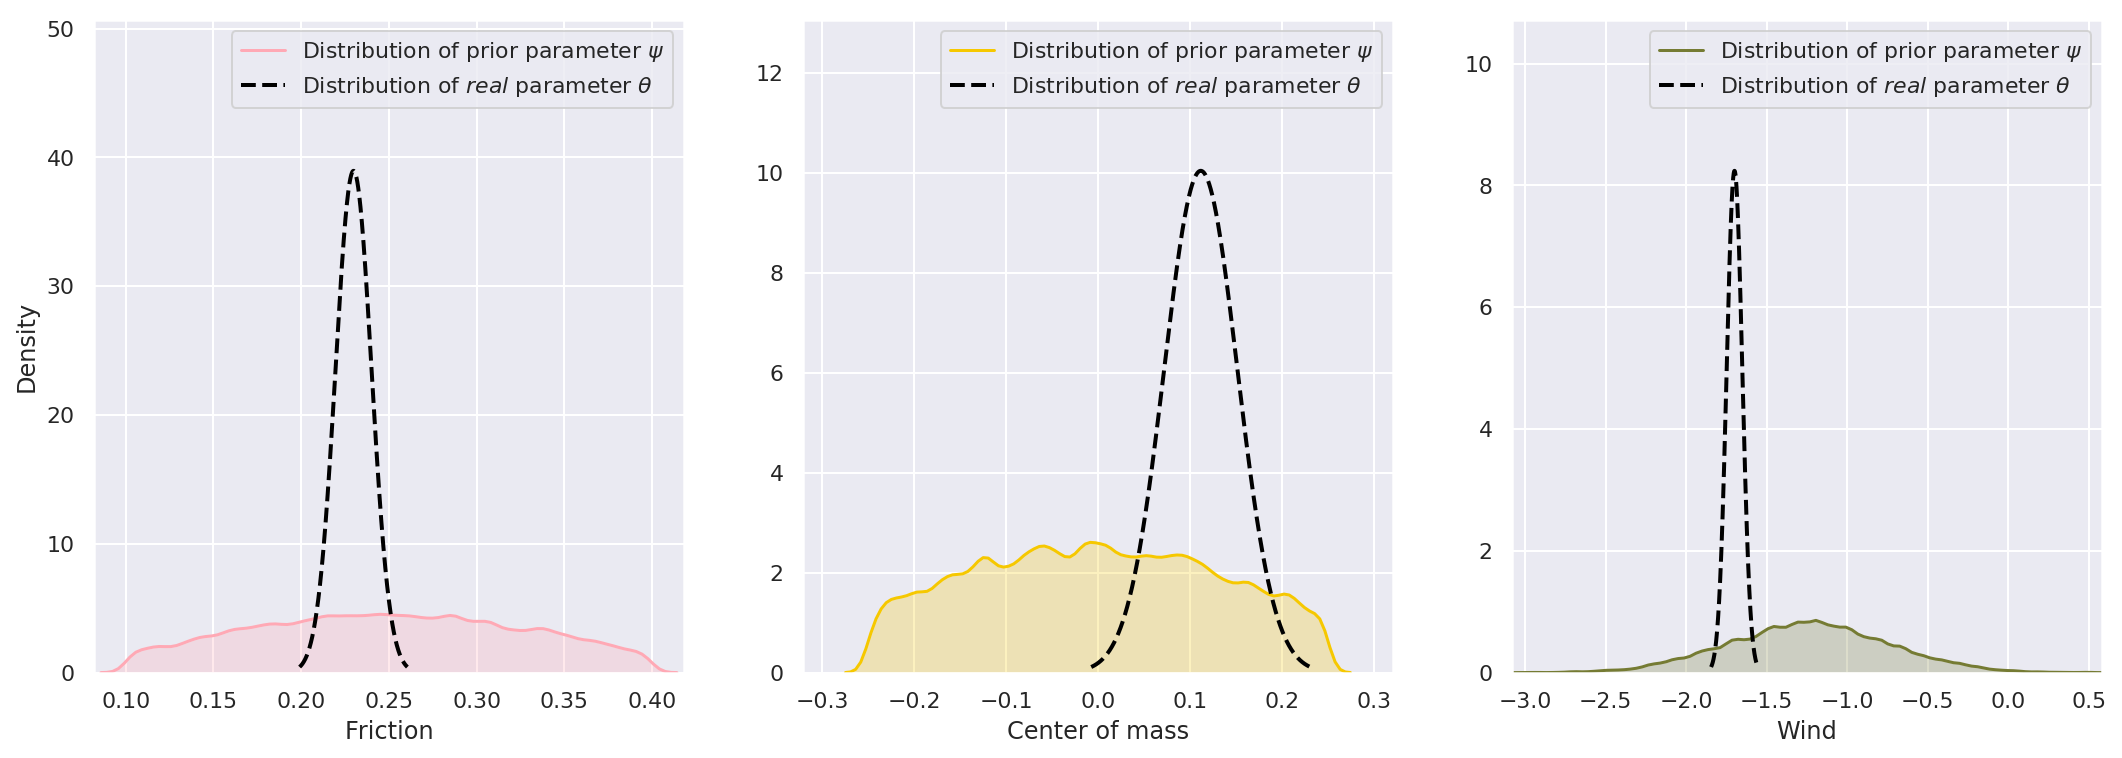 Distribution of prior parameter ψ
Distribution of real parameter θ
50
40
30
20
10
0
Density
0.10 0.15 0.20 0.25 0.30 0.35 0.40
Friction
Distribution of prior parameter ψ
Distribution of real parameter θ
12
10
8
6
4
2
0
−0.3 −0.2 −0.1 0.0 0.1 0.2 0.3
Center of mass
Distribution of prior parameter ψ
Distribution of real parameter θ
10
8
6
4
2
0
−3.0 −2.5 −2.0 −1.5 −1.0 −0.5 0.0 0.5
Wind